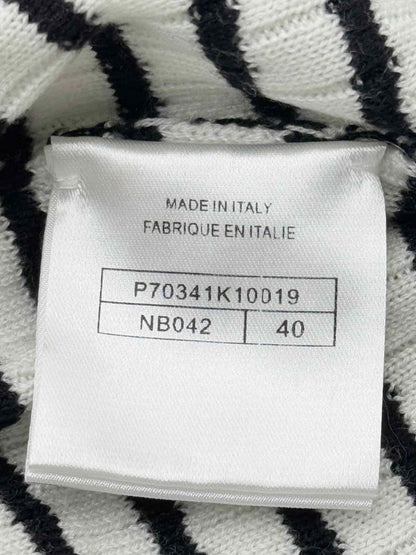 MADE IN ITALY
FABRIQUE EN ITALIE
P70341K10019
NB042 40